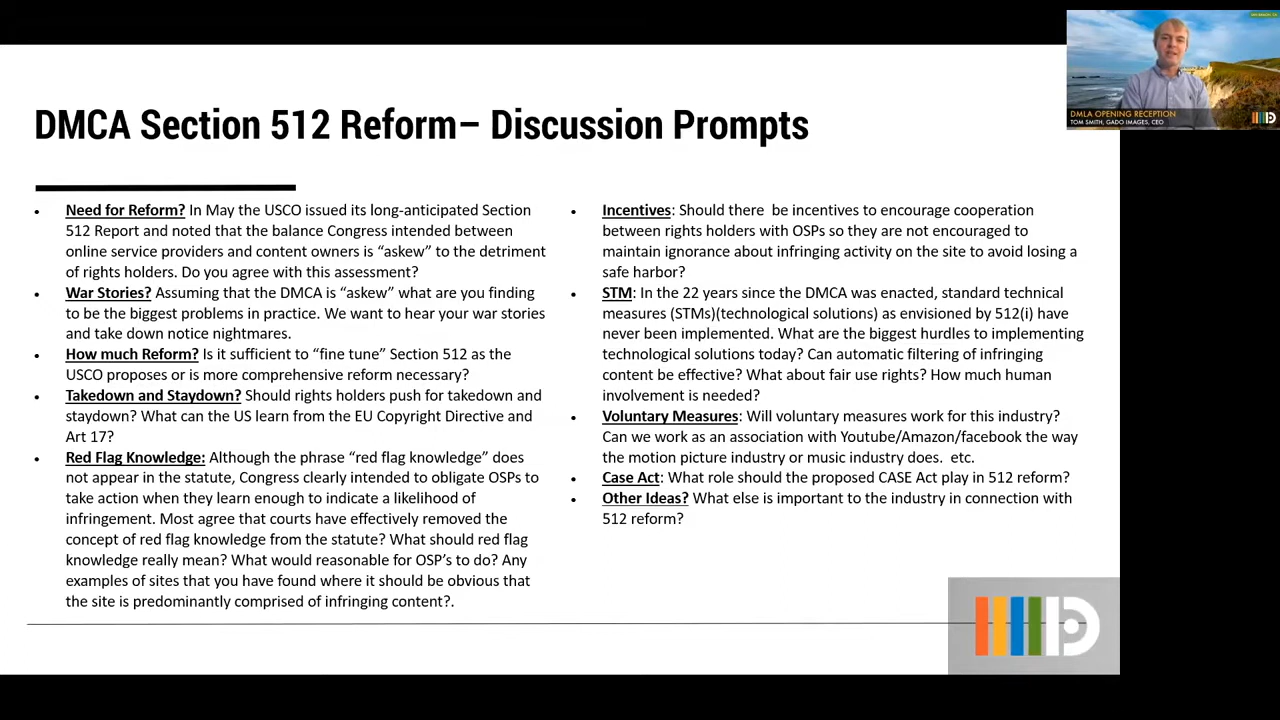 DMCA Section 512 Reform– Discussion Prompts
• Need for Reform? In May the USCO issued its long-anticipated Section
512 Report and noted that the balance Congress intended between
online service providers and content owners is “askew” to the detriment
of rights holders. Do you agree with this assessment?
• War Stories? Assuming that the DMCA is “askew” what are you finding
to be the biggest problems in practice. We want to hear your war stories
and take down notice nightmares.
• How much Reform? Is it sufficient to “fine tune” Section 512 as the
USCO proposes or is more comprehensive reform necessary?
• Takedown and Staydown? Should rights holders push for takedown and
staydown? What can the US learn from the EU Copyright Directive and
Art 17?
• Red Flag Knowledge: Although the phrase “red flag knowledge” does
not appear in the statute, Congress clearly intended to obligate OSPs to
take action when they learn enough to indicate a likelihood of
infringement. Most agree that courts have effectively removed the
concept of red flag knowledge from the statute? What should red flag
knowledge really mean? What would reasonable for OSP’s to do? Any
examples of sites that you have found where it should be obvious that
the site is predominantly comprised of infringing content?.
• Incentives: Should there be incentives to encourage cooperation
between rights holders with OSPs so they are not encouraged to
maintain ignorance about infringing activity on the site to avoid losing a
safe harbor?
• STM: In the 22 years since the DMCA was enacted, standard technical
measures (STMs)(technological solutions) as envisioned by 512(i) have
never been implemented. What are the biggest hurdles to implementing
technological solutions today? Can automatic filtering of infringing
content be effective? What about fair use rights? How much human
involvement is needed?
• Voluntary Measures: Will voluntary measures work for this industry?
Can we work as an association with Youtube/Amazon/facebook the way
the motion picture industry or music industry does. etc.
• Case Act: What role should the proposed CASE Act play in 512 reform?
• Other Ideas? What else is important to the industry in connection with
512 reform?
DMLA OPENING RECEPTION
TOM SMITH, GADO IMAGES, CEO